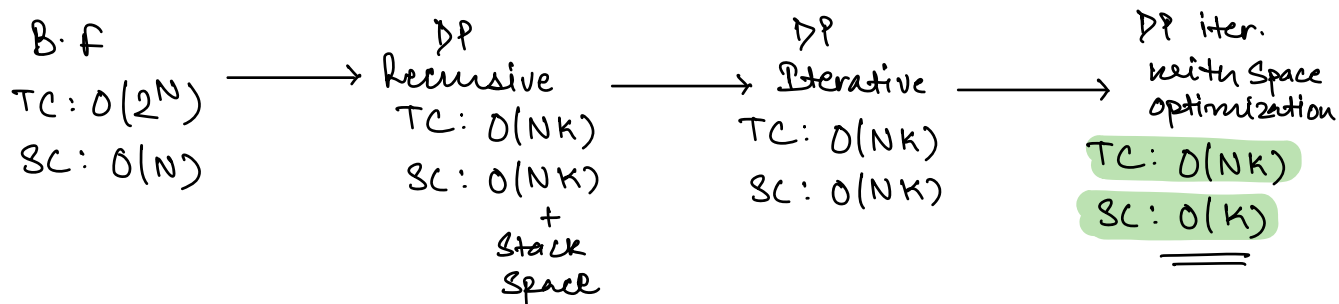 B.F
TC: O(2^N)
SC: O(N)
DP
Recursive
TC: O(NK)
SC: O(NK)
+
Stack
Space
DP
Iterative
TC: O(NK)
SC: O(NK)
DP iter.
with Space
optimization
TC: O(NK)
SC: O(K)